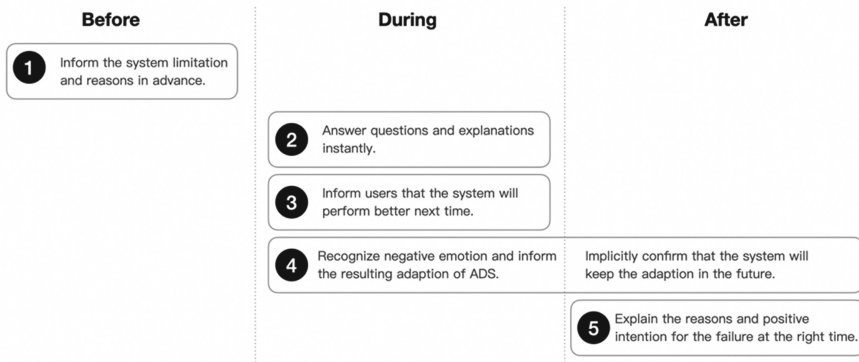 Before
During
After
1
Inform the system limitation
and reasons in advance.
2
Answer questions and explanations
instantly.
3
Inform users that the system will
perform better next time.
4
Recognize negative emotion and inform
the resulting adaption of ADS.
Implicitly confirm that the system will
keep the adaption in the future.
5
Explain the reasons and positive
intention for the failure at the right time.